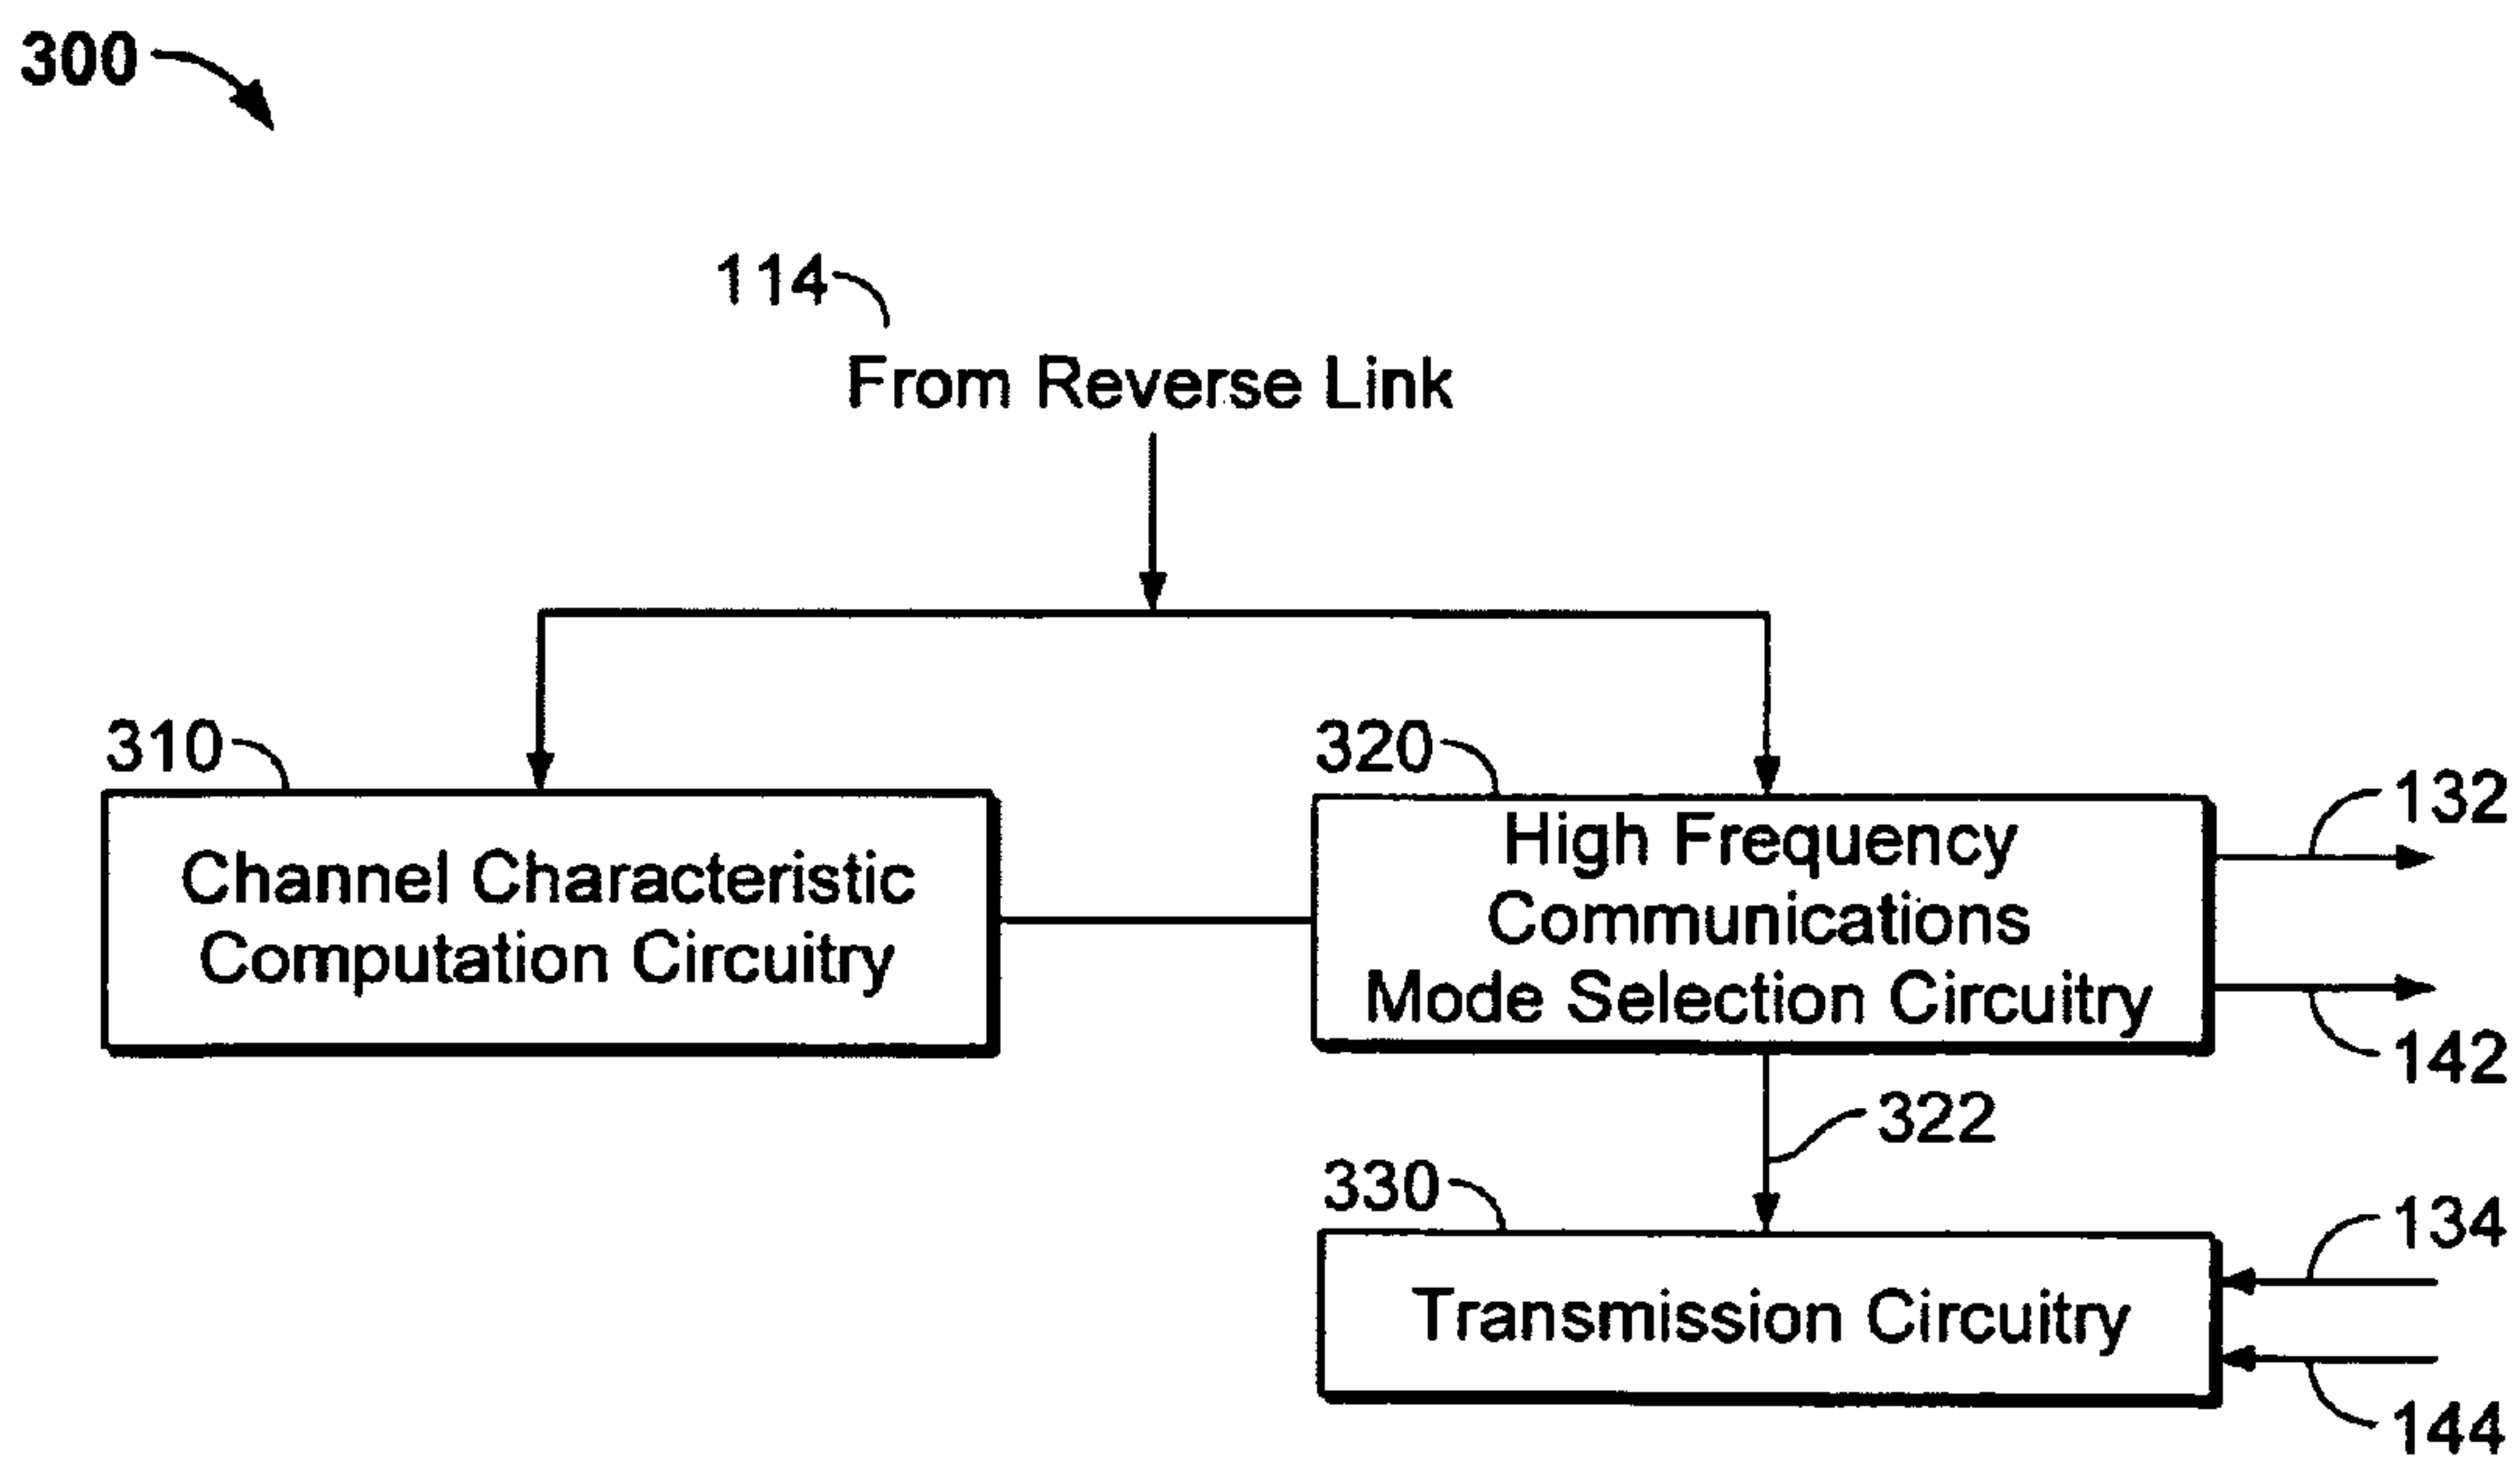 300
114
From Reverse Link
310
Channel Characteristic
Computation Circuitry
320
High Frequency
Communications
Mode Selection Circuitry
132
142
322
330
Transmission Circuitry
134
144